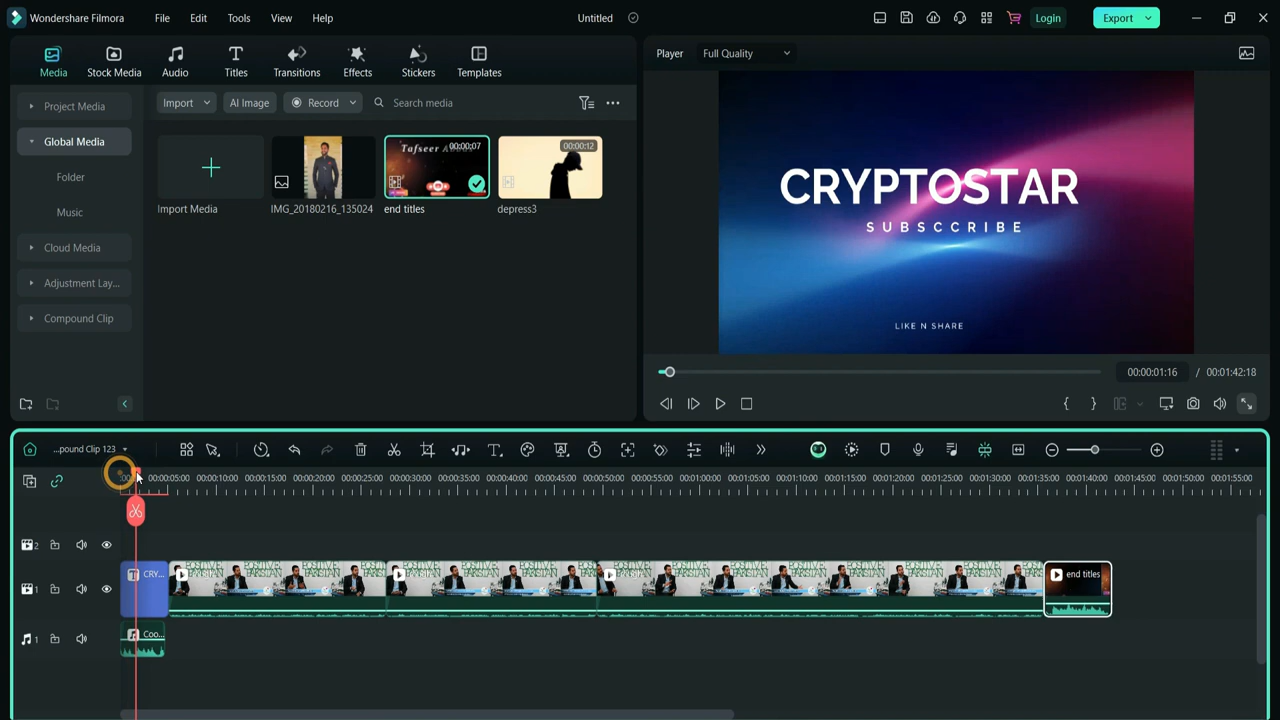 Wondershare Filmora File Edit Tools View Help Untitled Login Export
Media Stock Media Audio Titles Transitions Effects Stickers Templates
Player Full Quality
Project Media
Import AI Image Record Search media
Global Media
Folder
Music
Cloud Media
Adjustment Lay...
Compound Clip
00:00:07
Tafseer
00:00:12
Import Media IMG_20180216_135024 end titles depress3
CRYPTOSTAR
SUBSCCRIBE
LIKE N SHARE
00:00:01:16 / 00:01:42:18
...pound Clip 123
00:00:05:00 00:00:10:00 00:00:15:00 00:00:20:00 00:00:25:00 00:00:30:00 00:00:35:00 00:00:40:00 00:00:45:00 00:00:50:00 00:00:55:00 00:01:00:00 00:01:05:00 00:01:10:00 00:01:15:00 00:01:20:00 00:01:25:00 00:01:30:00 00:01:35:00 00:01:40:00 00:01:45:00 00:01:50:00 00:01:55:00
2
1 CRY... end titles
1 Coo...